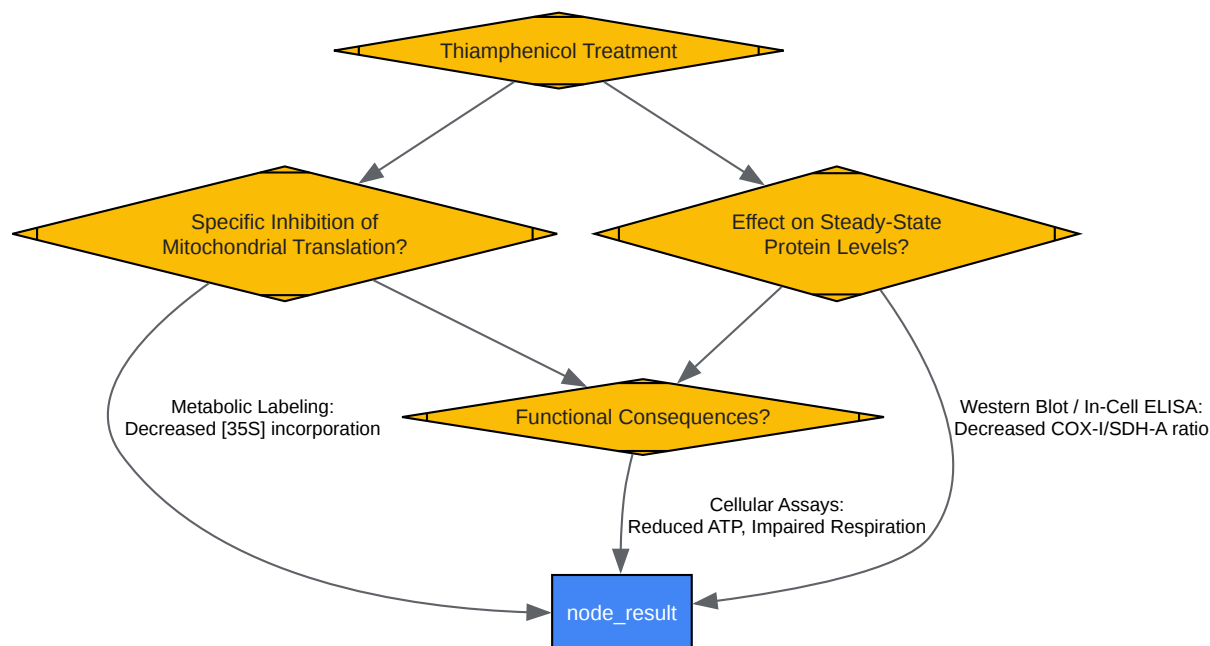 Thiamphenicol Treatment
Specific Inhibition of
Mitochondrial Translation?
Effect on Steady-State
Protein Levels?
Functional Consequences?
Metabolic Labeling:
Decreased [35S] incorporation
Western Blot / In-Cell ELISA:
Decreased COX-I/SDH-A ratio
Cellular Assays:
Reduced ATP, Impaired Respiration
node_result